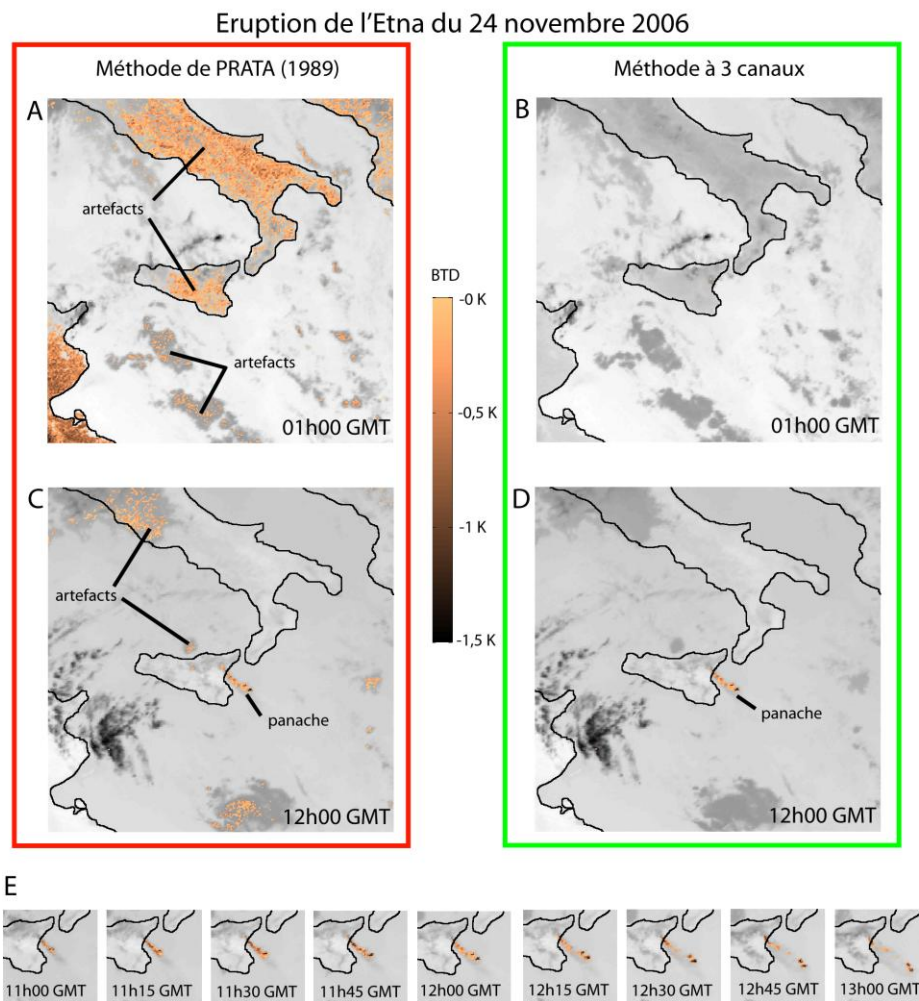 Eruption de l’Etna du 24 novembre 2006
Méthode de PRATA (1989)
A
artefacts
artefacts
01h00 GMT
C
artefacts
panache
12h00 GMT
BTD
-0 K
-0,5 K
-1 K
-1,5 K
Méthode à 3 canaux
B
01h00 GMT
D
panache
12h00 GMT
E
11h00 GMT 11h15 GMT 11h30 GMT 11h45 GMT 12h00 GMT 12h15 GMT 12h30 GMT 12h45 GMT 13h00 GMT